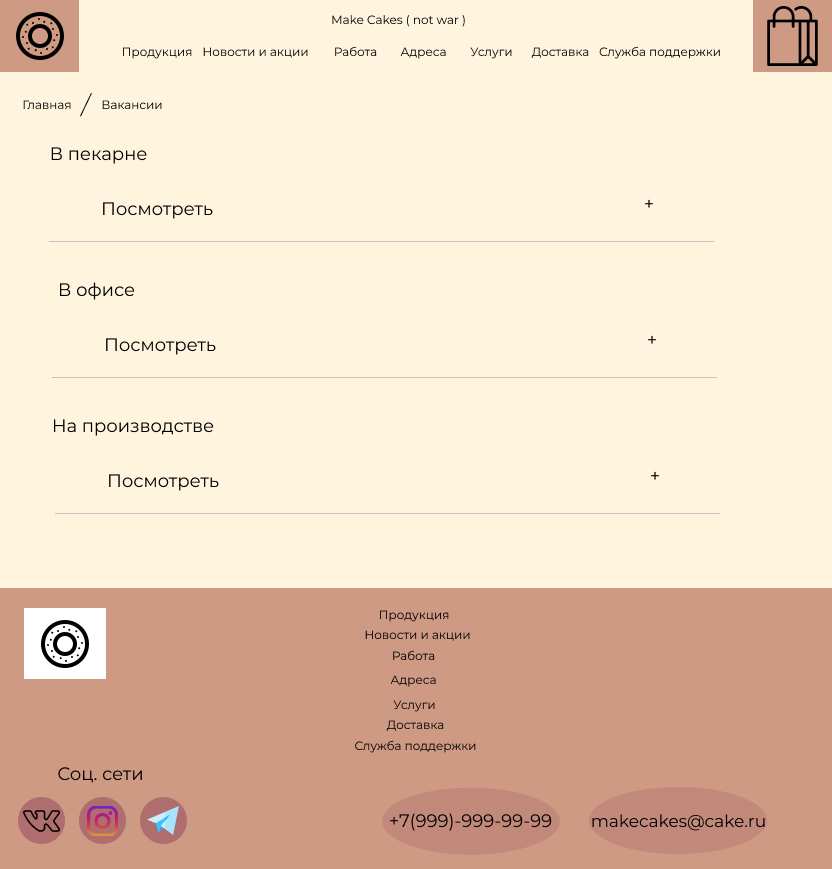 Make Cakes ( not war )
Продукция Новости и акции Работа Адреса Услуги Доставка Служба поддержки
Главная / Вакансии
В пекарне
Посмотреть +
В офисе
Посмотреть +
На производстве
Посмотреть +
Продукция
Новости и акции
Работа
Адреса
Услуги
Доставка
Служба поддержки
Соц. сети
+7(999)-999-99-99 makecakes@cake.ru